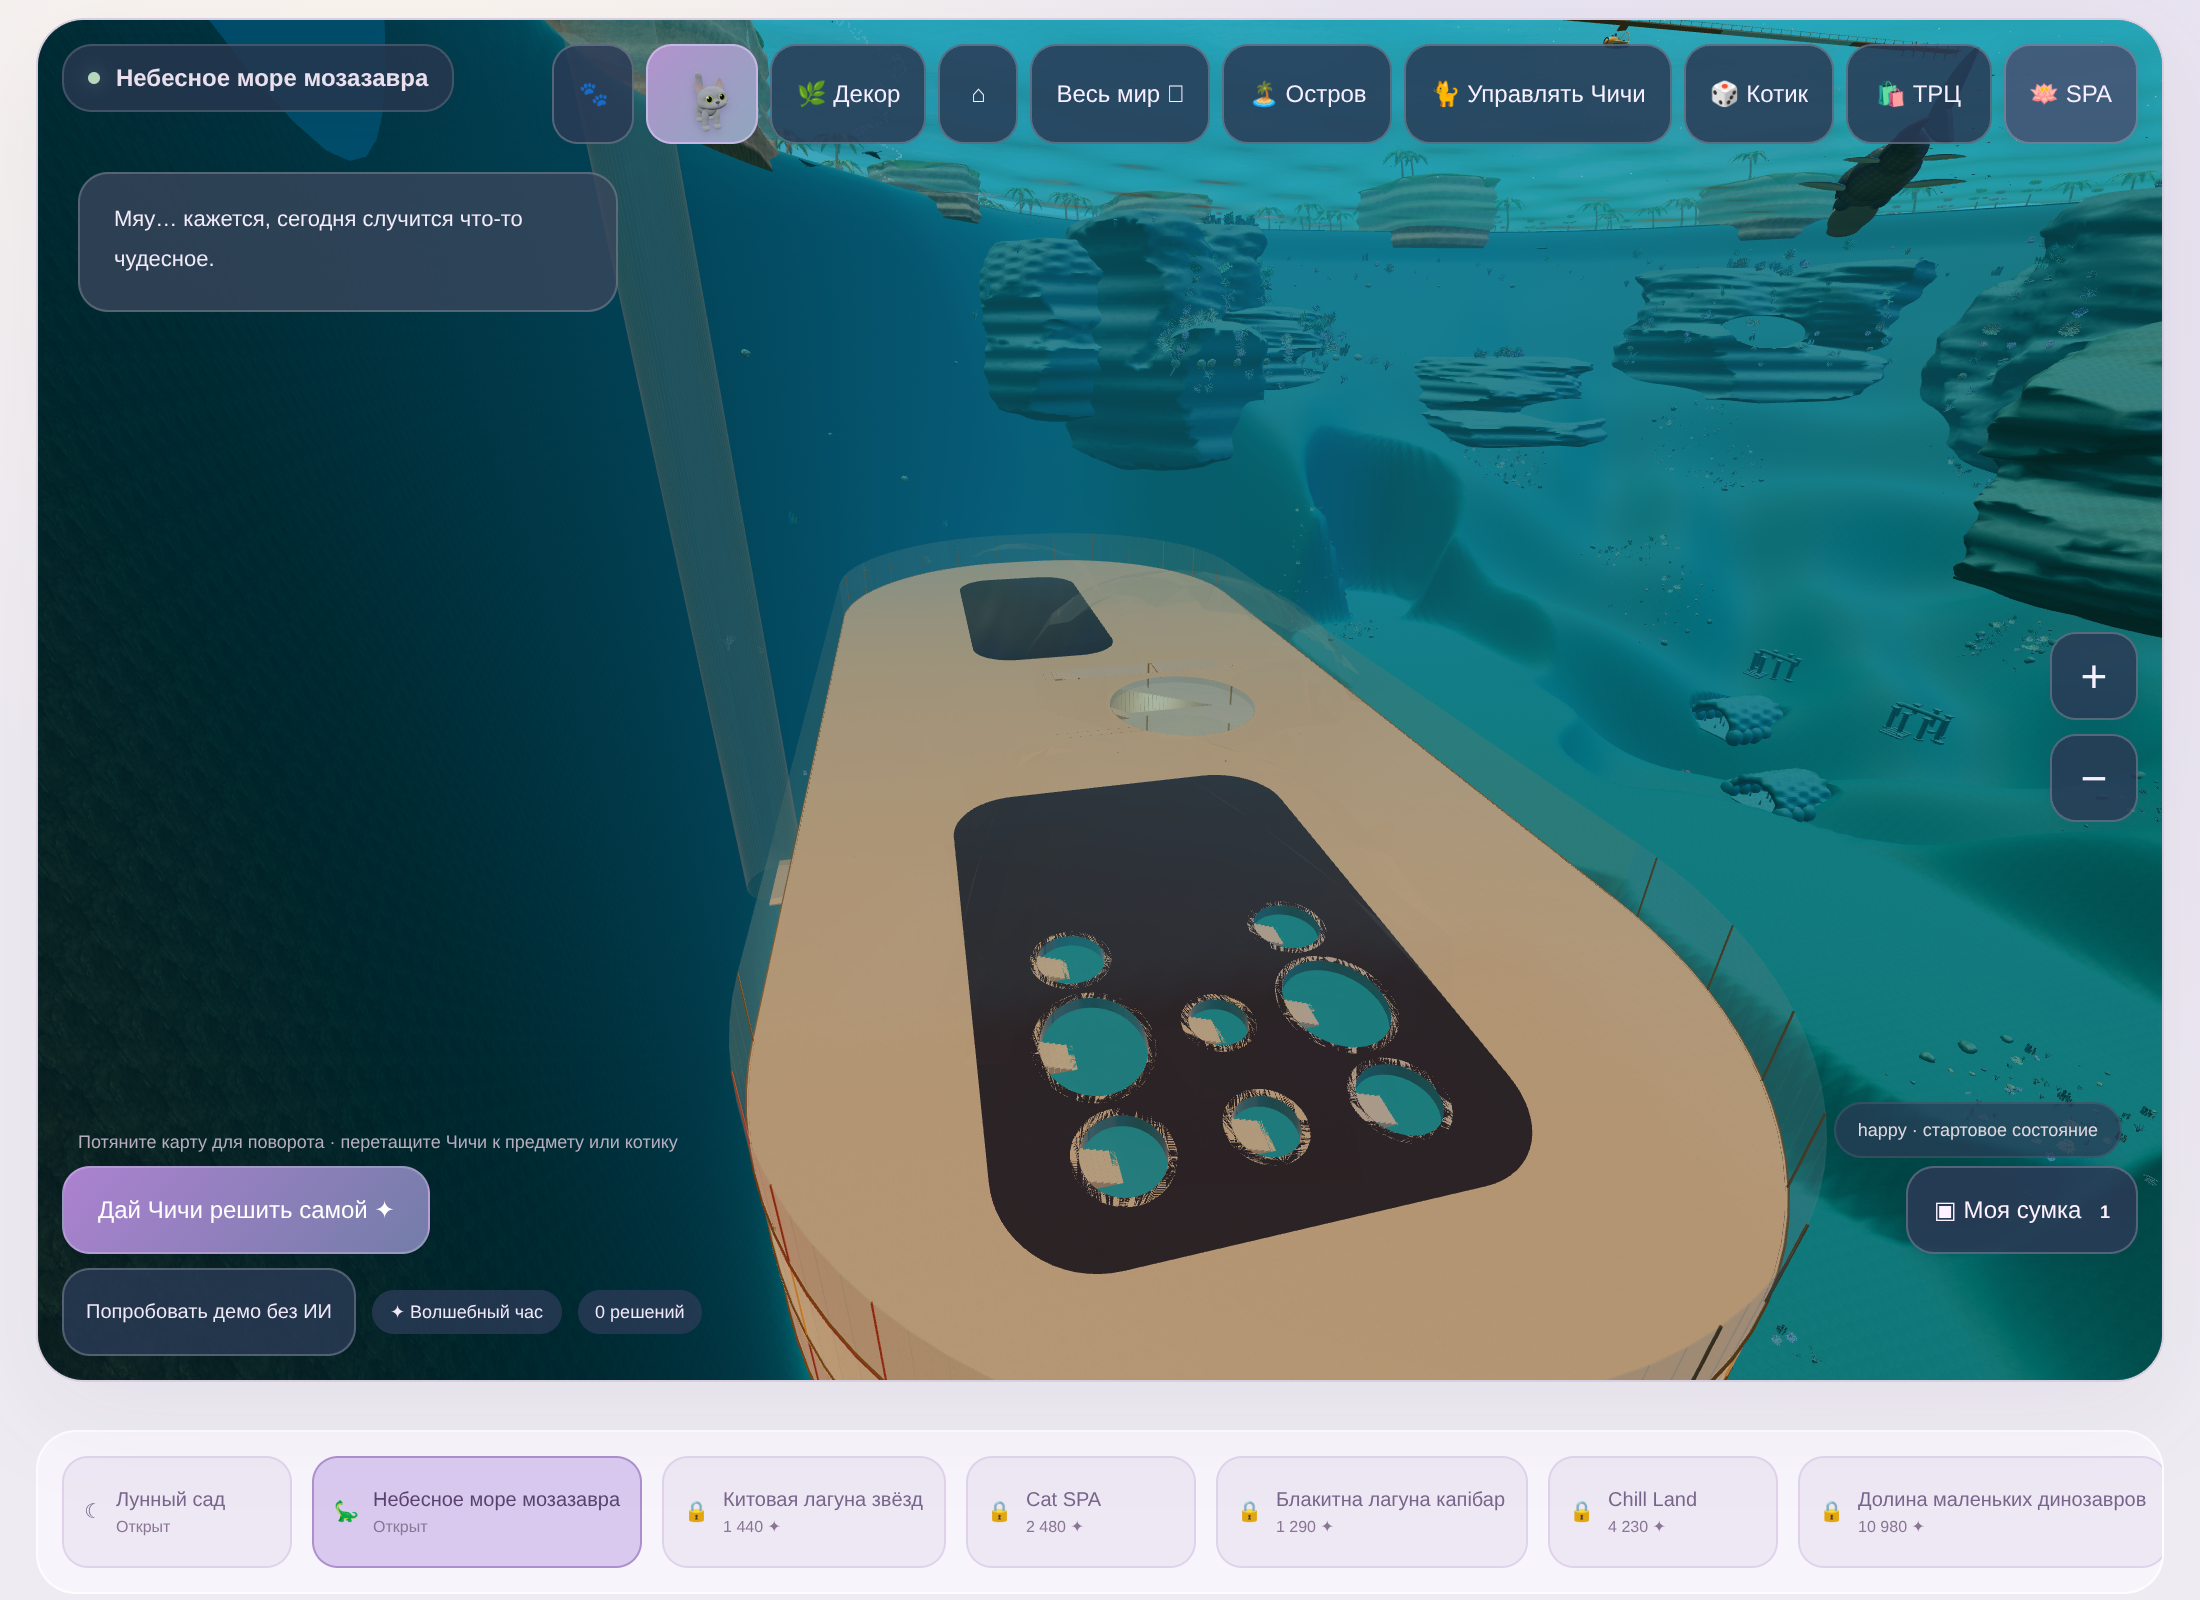 Небесное море мозазавра
Декор
Весь мир
Остров
Управлять Чичи
Котик
ТРЦ
SPA
Мяу… кажется, сегодня случится что-то
чудесное.
+
−
Потяните карту для поворота · перетащите Чичи к предмету или котику
happy · стартовое состояние
Дай Чичи решить самой ✦
Моя сумка 1
Попробовать демо без ИИ
✦ Волшебный час
0 решений
Лунный сад
Открыт
Небесное море мозазавра
Открыт
Китовая лагуна звёзд
1 440 ✦
Cat SPA
2 480 ✦
Блакитна лагуна капібар
1 290 ✦
Chill Land
4 230 ✦
Долина маленьких динозавров
10 980 ✦